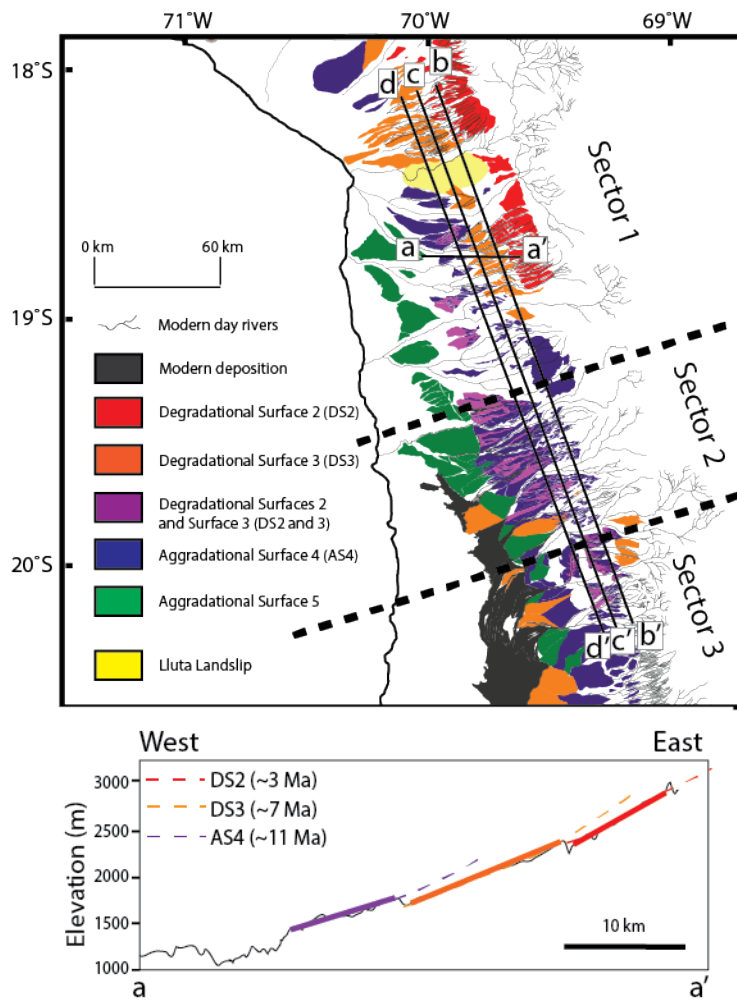 71°W 70°W 69°W
18°S
19°S
20°S
d c b
a a'
d' c' b'
Sector 1
Sector 2
Sector 3
0 km 60 km
Modern day rivers
Modern deposition
Degradational Surface 2 (DS2)
Degradational Surface 3 (DS3)
Degradational Surfaces 2
and Surface 3 (DS2 and 3)
Aggradational Surface 4 (AS4)
Aggradational Surface 5
Lluta Landslip
West East
DS2 (~3 Ma)
DS3 (~7 Ma)
AS4 (~11 Ma)
Elevation (m)
3000
2500
2000
1500
1000
10 km
a a'